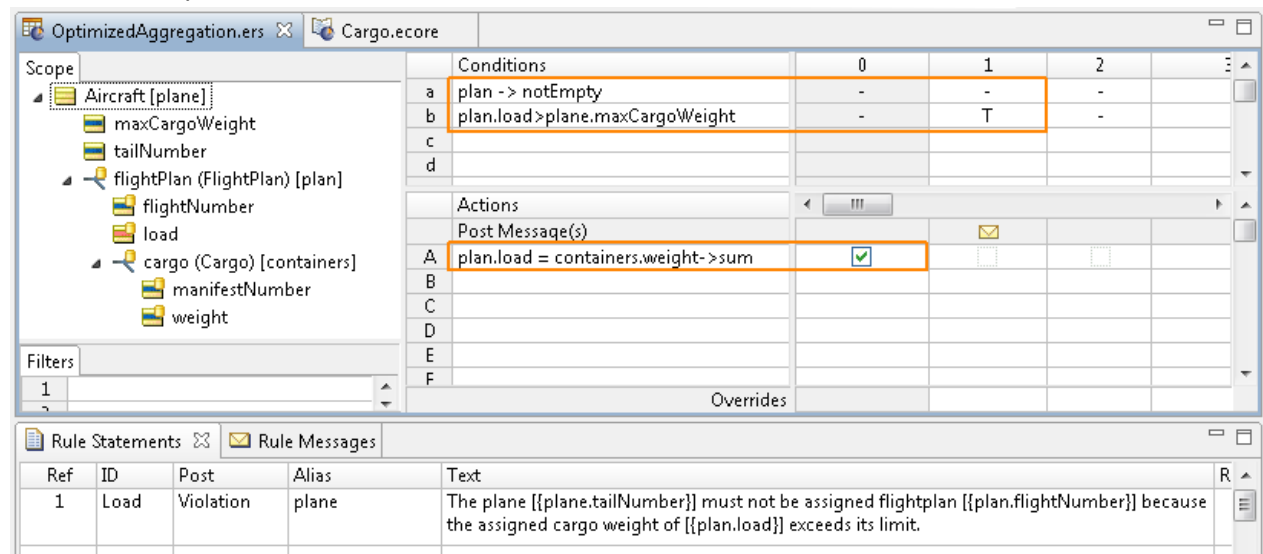 OptimizedAggregation.ers Cargo.ecore
Scope
Aircraft [plane]
maxCargoWeight
tailNumber
flightPlan (FlightPlan) [plan]
flightNumber
load
cargo (Cargo) [containers]
manifestNumber
weight
Filters
1
Conditions 0 1 2
a plan -> notEmpty - - -
b plan.load>plane.maxCargoWeight - T -
c
d
Actions
Post Message(s)
A plan.load = containers.weight->sum
B
C
D
E
F
Overrides
Rule Statements Rule Messages
Ref ID Post Alias Text R
1 Load Violation plane The plane [{plane.tailNumber}] must not be assigned flightplan [{plan.flightNumber}] because
the assigned cargo weight of [{plan.load}] exceeds its limit.